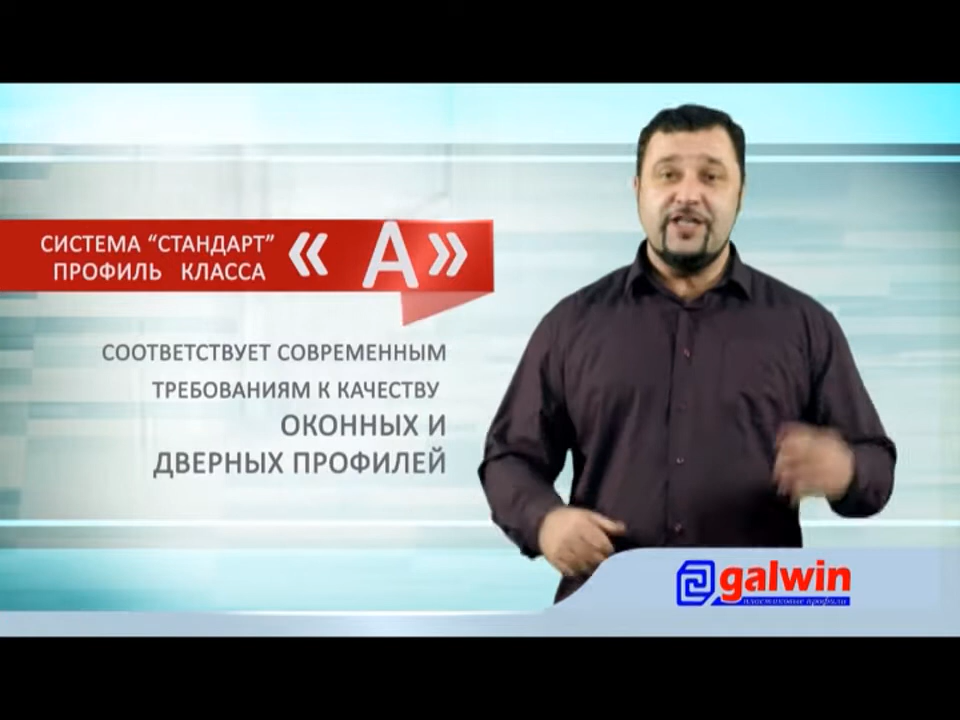 СИСТЕМА “СТАНДАРТ”
ПРОФИЛЬ КЛАССА
« А»
СООТВЕТСТВУЕТ СОВРЕМЕННЫМ
ТРЕБОВАНИЯМ К КАЧЕСТВУ
ОКОННЫХ И
ДВЕРНЫХ ПРОФИЛЕЙ
galwin
пластиковые профили